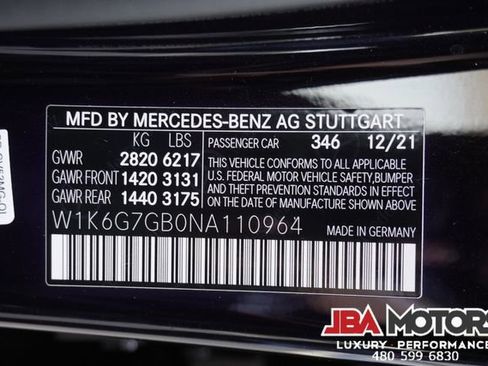 MFD BY MERCEDES-BENZ AG STUTTGART
KG LBS PASSENGER CAR 346 12/21
GVWR 2820 6217
GAWR FRONT 1420 3131
GAWR REAR 1440 3175
THIS VEHICLE CONFORMS TO ALL APPLICABLE
U.S. FEDERAL MOTOR VEHICLE SAFETY,BUMPER
AND THEFT PREVENTION STANDARDS IN EFFECT
ON THE DATE OF MANUFACTURE SHOWN ABOVE.
W1K6G7GB0NA110964 MADE IN GERMANY
JBA MOTORS
LUXURY PERFORMANCE
480 599 6830